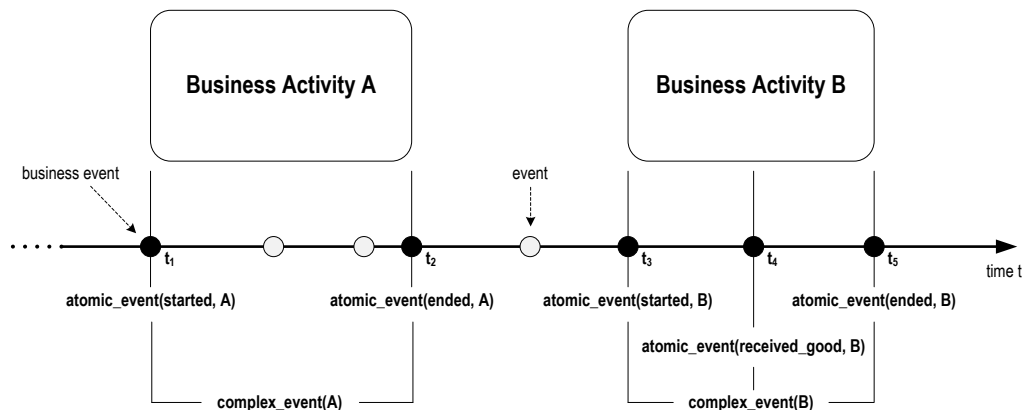 Business Activity A
Business Activity B
business event
event
t1
t2
t3
t4
t5
time t
atomic_event(started, A)
atomic_event(ended, A)
atomic_event(started, B)
atomic_event(ended, B)
atomic_event(received_good, B)
complex_event(A)
complex_event(B)